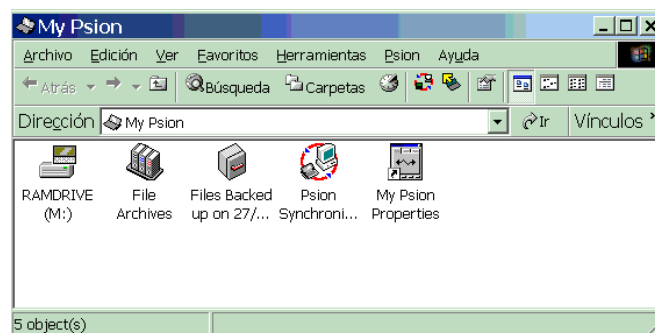 My Psion
Archivo Edición Ver Favoritos Herramientas Psion Ayuda
Atrás Búsqueda Carpetas
Dirección My Psion Ir Vínculos
RAMDRIVE (M:)
File Archives
Files Backed up on 27/...
Psion Synchroni...
My Psion Properties
5 object(s)